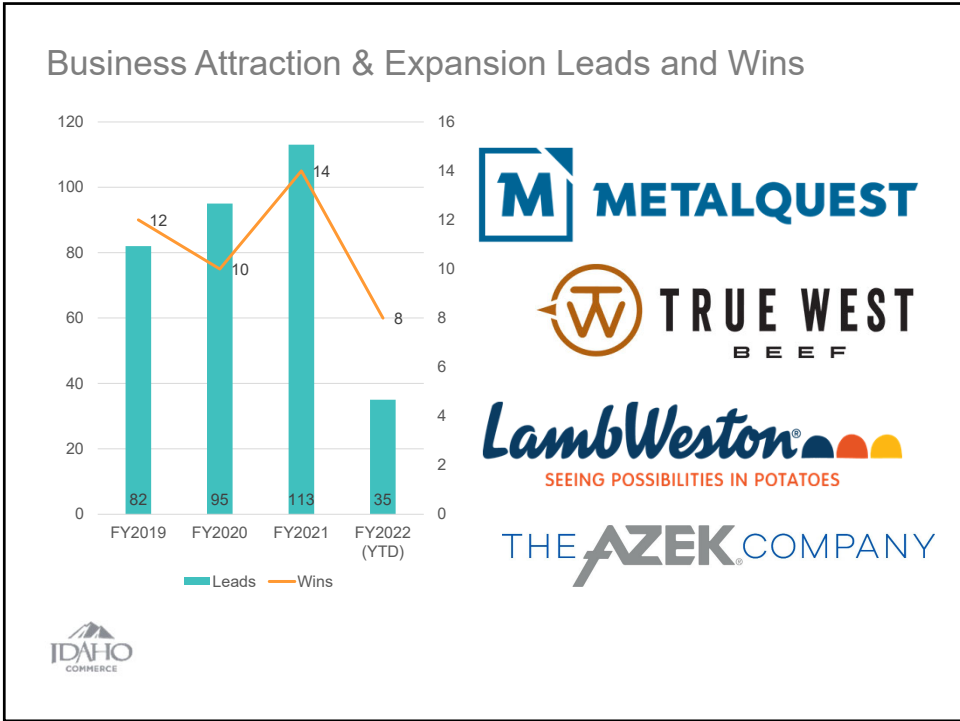 Business Attraction & Expansion Leads and Wins
120
100
80
60
40
20
0
16
14
12
10
8
6
4
2
0
12
10
14
8
82
95
113
35
FY2019
FY2020
FY2021
FY2022
(YTD)
Leads
Wins
M METALQUEST
TW TRUE WEST
BEEF
LambWeston®
SEEING POSSIBILITIES IN POTATOES
THE AZEK® COMPANY
IDAHO
COMMERCE